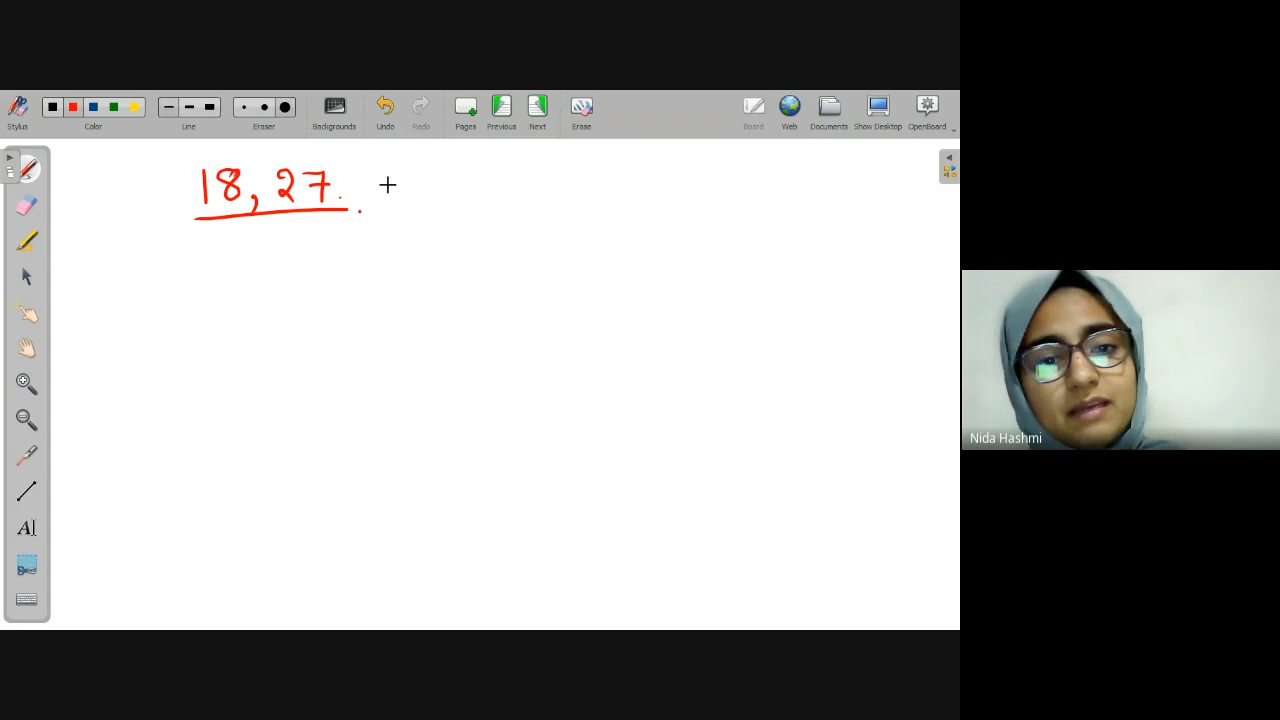 Stylus
Color
Line
Eraser
Backgrounds
Undo
Redo
Pages
Previous
Next
Erase
Board
Web
Documents
Show Desktop
OpenBoard
18, 27.
Nida Hashmi